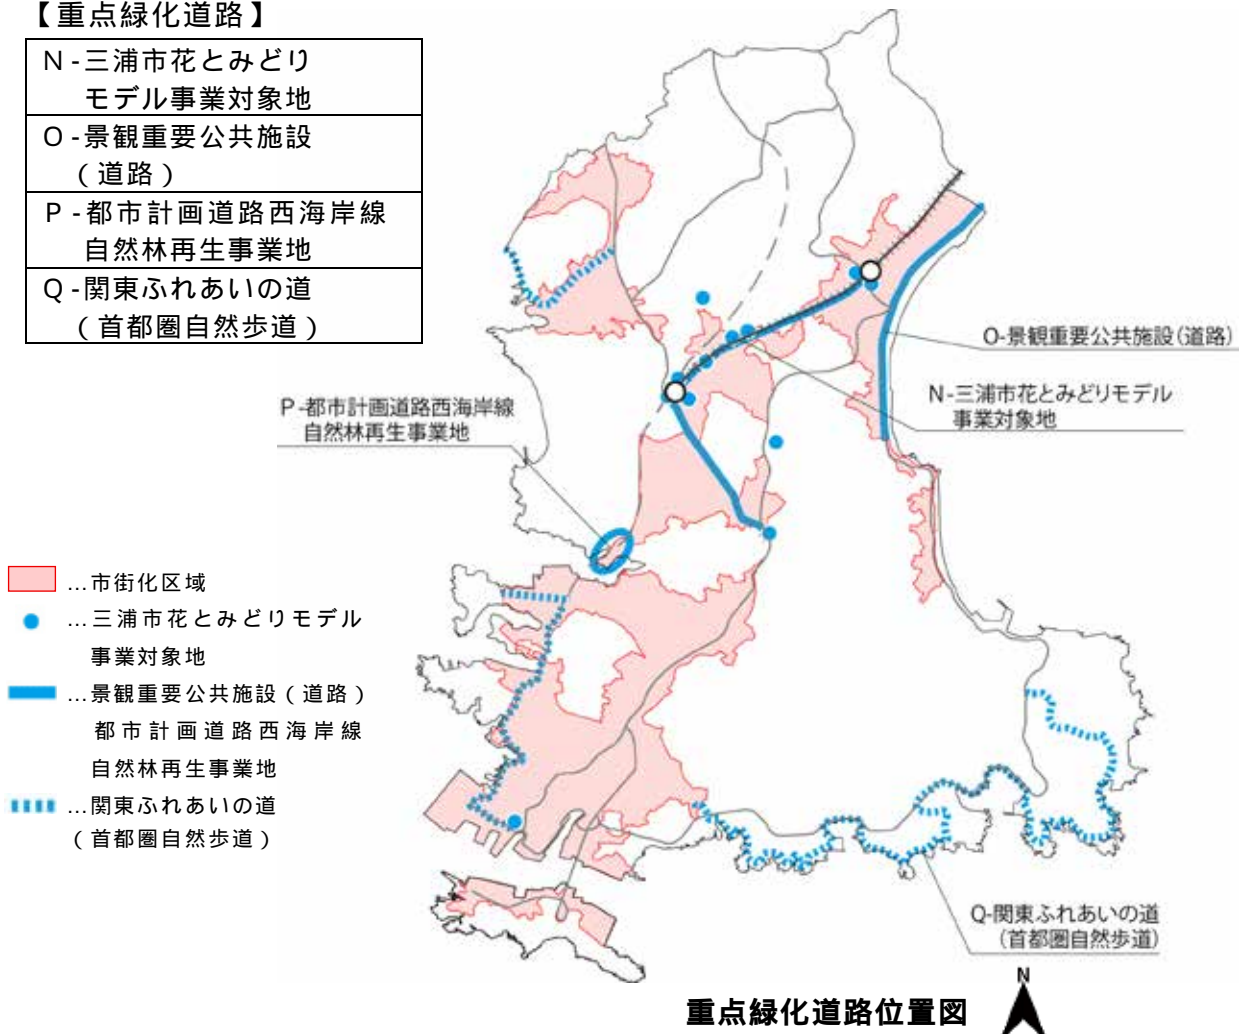 【重点緑化道路】
N-三浦市花とみどり
モデル事業対象地
O-景観重要公共施設
（道路）
P-都市計画道路西海岸線
自然林再生事業地
Q-関東ふれあいの道
（首都圏自然歩道）
O-景観重要公共施設(道路)
N-三浦市花とみどりモデル
事業対象地
P-都市計画道路西海岸線
自然林再生事業地
…市街化区域
…三浦市花とみどりモデル
事業対象地
…景観重要公共施設（道路）
都市計画道路西海岸線
自然林再生事業地
…関東ふれあいの道
（首都圏自然歩道）
Q-関東ふれあいの道
(首都圏自然歩道)
N
重点緑化道路位置図